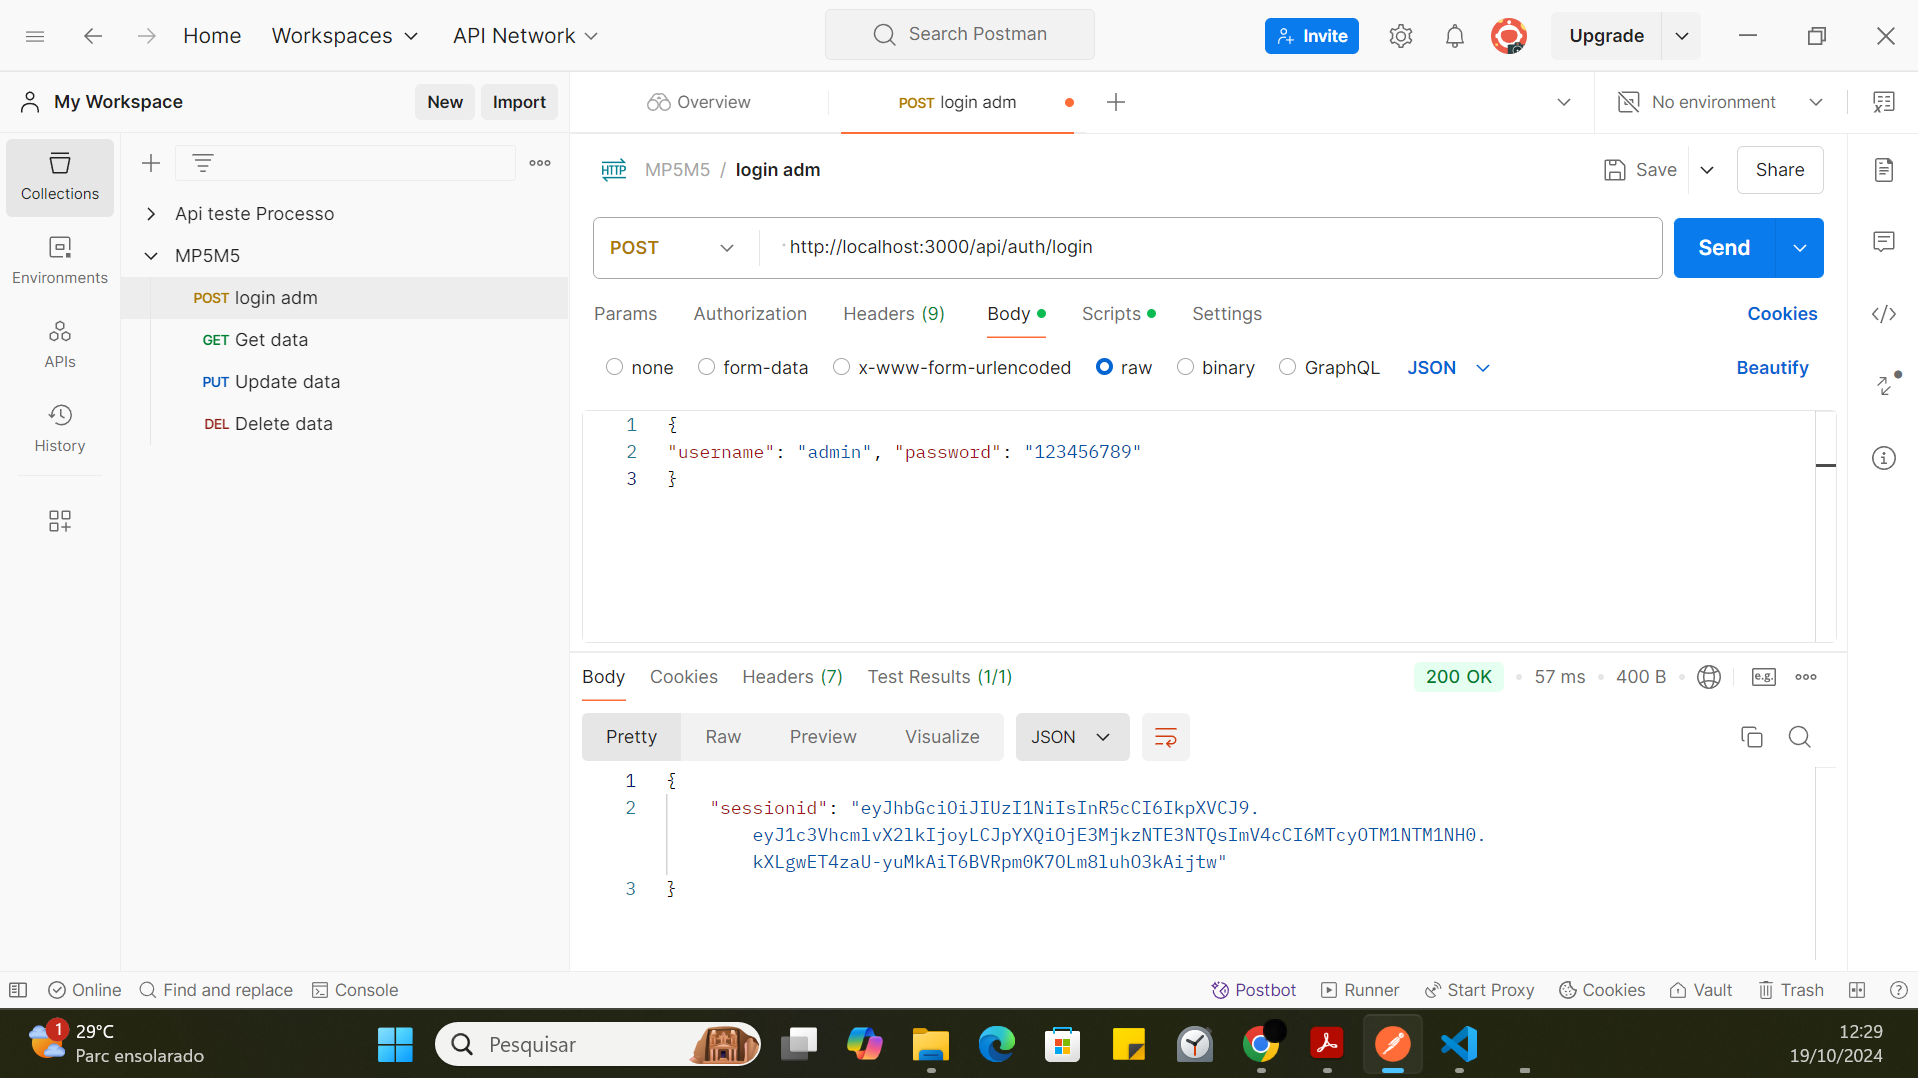 Home
Workspaces
API Network
Search Postman
Invite
Upgrade
My Workspace
New
Import
Overview
POST login adm
No environment
Collections
Environments
APIs
History
Api teste Processo
MP5M5
POST login adm
GET Get data
PUT Update data
DEL Delete data
HTTP
MP5M5 / login adm
Save
Share
POST
http://localhost:3000/api/auth/login
Send
Params
Authorization
Headers (9)
Body
Scripts
Settings
Cookies
none
form-data
x-www-form-urlencoded
raw
binary
GraphQL
JSON
Beautify
1 {
2 "username": "admin", "password": "123456789"
3 }
Body
Cookies
Headers (7)
Test Results (1/1)
200 OK
57 ms
400 B
e.g.
Pretty
Raw
Preview
Visualize
JSON
1 {
2 "sessionid": "eyJhbGciOiJIUzI1NiIsInR5cCI6IkpXVCJ9.
eyJ1c3VhcmlvX2lkIjoyLCJpYXQiOjE3MjkzNTE3NTQsImV4cCI6MTcyOTM1NTM1NH0.
kXLgwET4zaU-yuMkAiT6BVRpm0K7OLm8luhO3kAijtw"
3 }
Online
Find and replace
Console
Postbot
Runner
Start Proxy
Cookies
Vault
Trash
1
29°C
Parc ensolarado
Pesquisar
12:29
19/10/2024